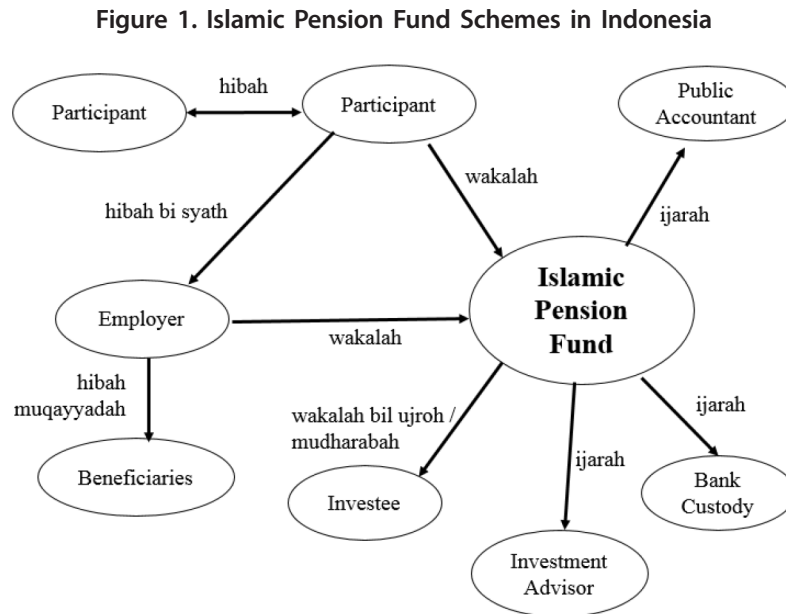 Figure 1. Islamic Pension Fund Schemes in Indonesia
hibah
Participant
Participant
Public
Accountant
wakalah
hibah bi syath
ijarah
Islamic
Pension
Fund
Employer
wakalah
hibah
muqayyadah
wakalah bil ujroh /
mudharabah
ijarah
ijarah
Beneficiaries
Investee
Bank
Custody
Investment
Advisor